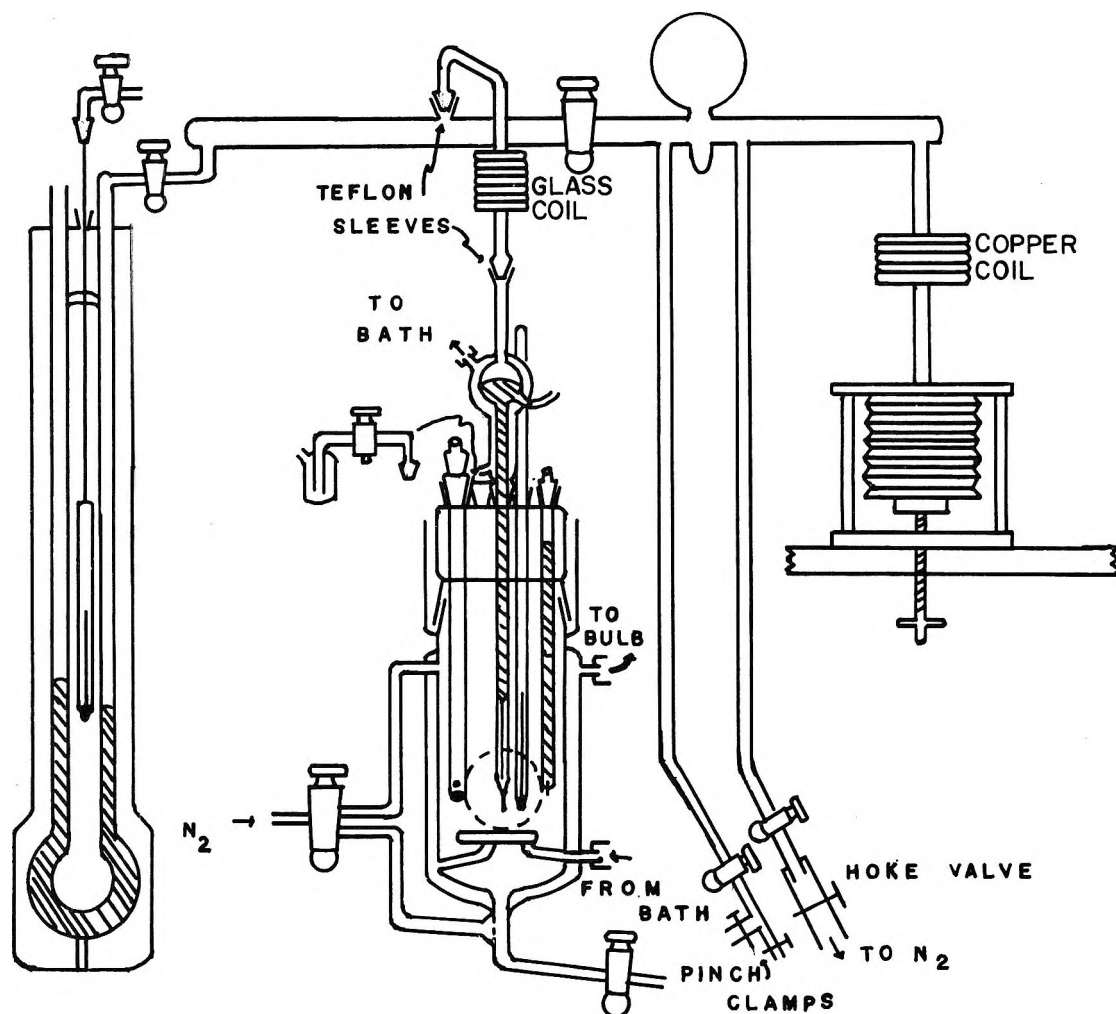 TEFLON
SLEEVES
GLASS
COIL
COPPER
COIL
TO
BATH
TO
BULB
N2 →
FROM
BATH
HOKE VALVE
TO N2
PINCH
CLAMPS